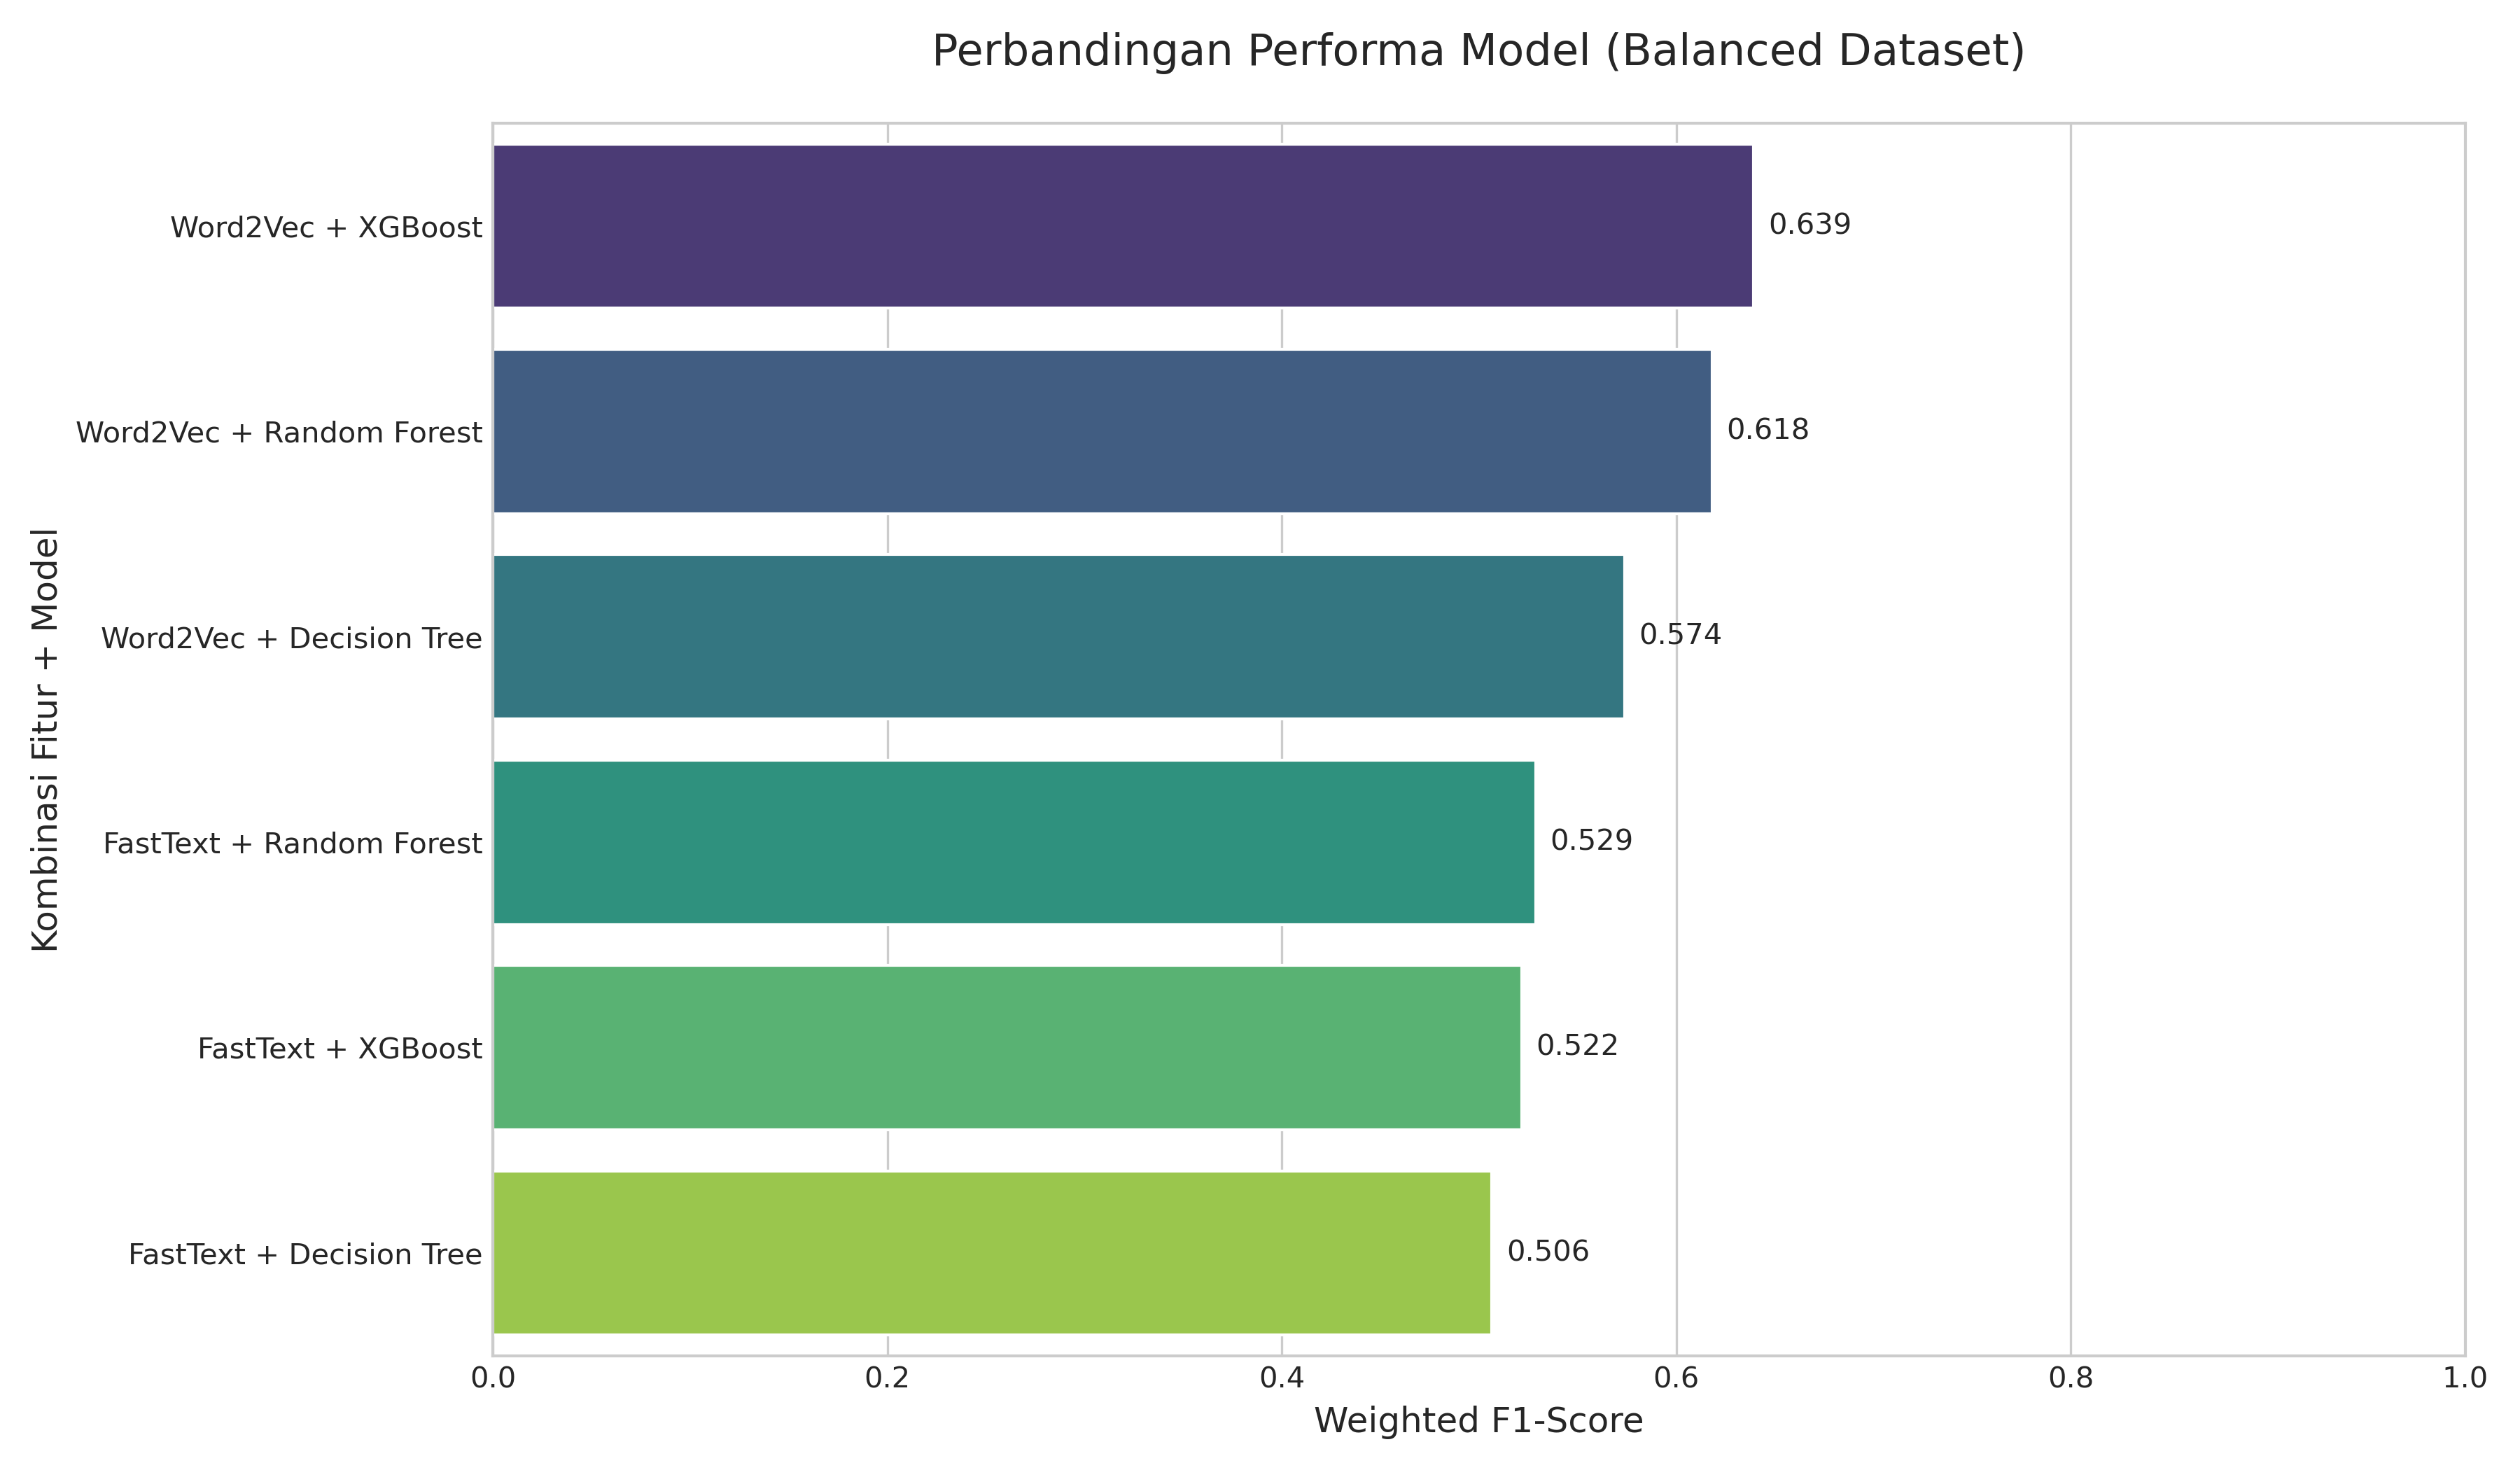 Perbandingan Performa Model (Balanced Dataset)
Kombinasi Fitur + Model
Word2Vec + XGBoost
0.639
Word2Vec + Random Forest
0.618
Word2Vec + Decision Tree
0.574
FastText + Random Forest
0.529
FastText + XGBoost
0.522
FastText + Decision Tree
0.506
0.0 0.2 0.4 0.6 0.8 1.0
Weighted F1-Score